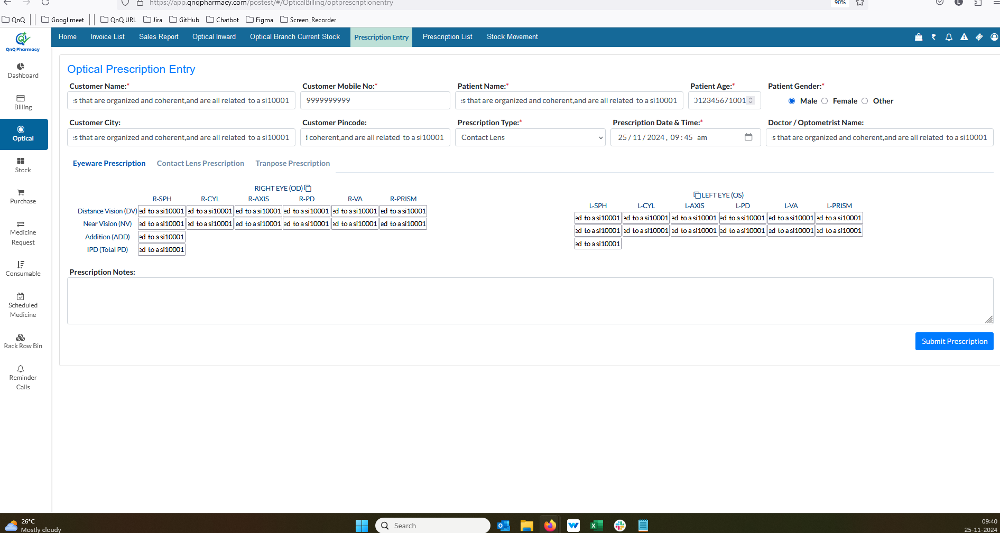 https://app.qnqpharmacy.com/postest/#/OpticalBilling/optprescriptionentry
90%
L
QnQ
Googl meet
QnQ URL
Jira
GitHub
Chatbot
Figma
Screen_Recorder
QnQ Pharmacy
Home
Invoice List
Sales Report
Optical Inward
Optical Branch Current Stock
Prescription Entry
Prescription List
Stock Movement
Dashboard
Billing
Optical
Stock
Purchase
Medicine
Request
Consumable
Scheduled
Medicine
Rack Row Bin
Reminder
Calls
Optical Prescription Entry
Customer Name:*
Customer Mobile No:*
Patient Name:*
Patient Age:*
Patient Gender:*
s that are organized and coherent,and are all related to a si10001
9999999999
s that are organized and coherent,and are all related to a si10001
012345671001
Male
Female
Other
Customer City:
Customer Pincode:
Prescription Type:*
Prescription Date & Time:*
Doctor / Optometrist Name:
s that are organized and coherent,and are all related to a si10001
d coherent,and are all related to a si10001
Contact Lens
25 / 11 / 2024 , 09 : 45 am
s that are organized and coherent,and are all related to a si10001
Eyeware Prescription
Contact Lens Prescription
Tranpose Prescription
RIGHT EYE (OD)
R-SPH R-CYL R-AXIS R-PD R-VA R-PRISM
Distance Vision (DV) ed to a si10001 ed to a si10001 ed to a si10001 ed to a si10001 ed to a si10001 ed to a si10001
Near Vision (NV) ed to a si10001 ed to a si10001 ed to a si10001 ed to a si10001 ed to a si10001 ed to a si10001
Addition (ADD) ed to a si10001
IPD (Total PD) ed to a si10001
LEFT EYE (OS)
L-SPH L-CYL L-AXIS L-PD L-VA L-PRISM
ed to a si10001 ed to a si10001 ed to a si10001 ed to a si10001 ed to a si10001 ed to a si10001
ed to a si10001 ed to a si10001 ed to a si10001 ed to a si10001 ed to a si10001 ed to a si10001
ed to a si10001
Prescription Notes:
Submit Prescription
26°C
Mostly cloudy
Search
09:40
25-11-2024